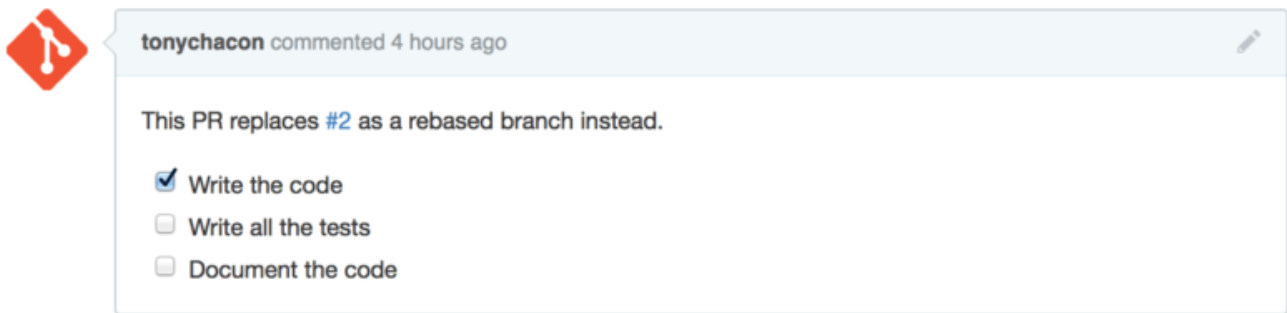 tonychacon commented 4 hours ago
This PR replaces #2 as a rebased branch instead.
Write the code
Write all the tests
Document the code